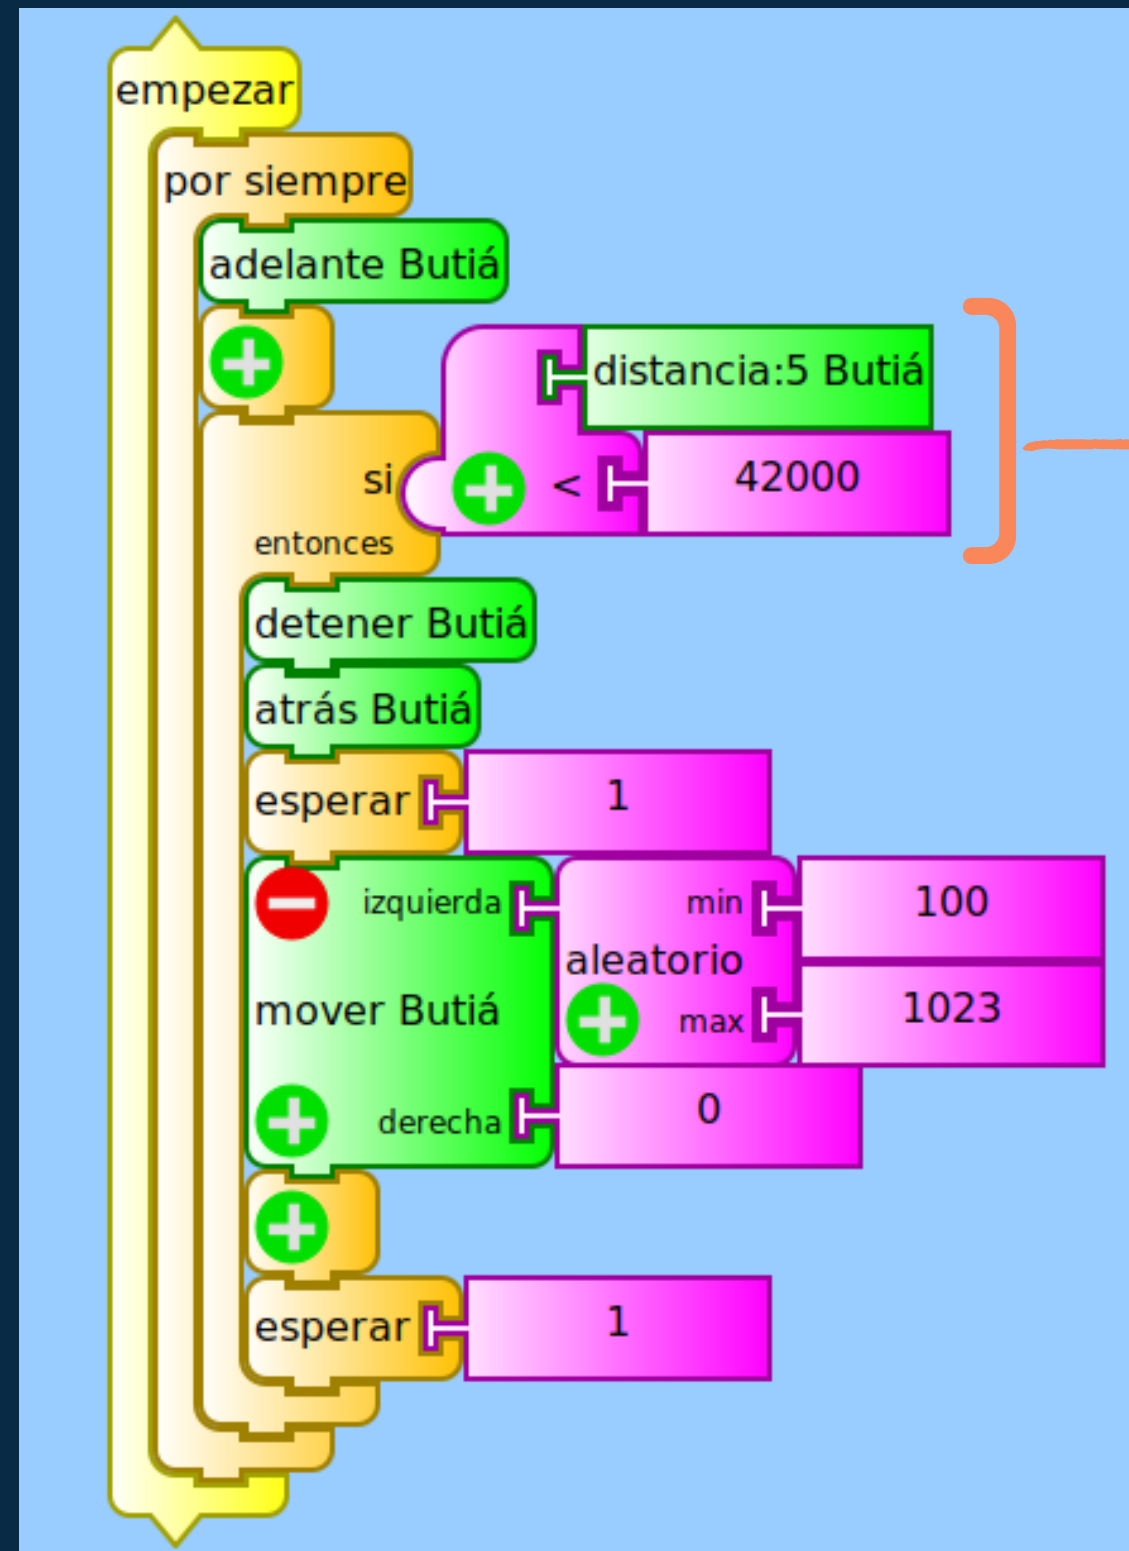 empezar
por siempre
adelante Butiá
distancia:5 Butiá
si
< 42000
entonces
detener Butiá
atrás Butiá
esperar 1
izquierda min 100
aleatorio
mover Butiá
max 1023
derecha 0
esperar 1